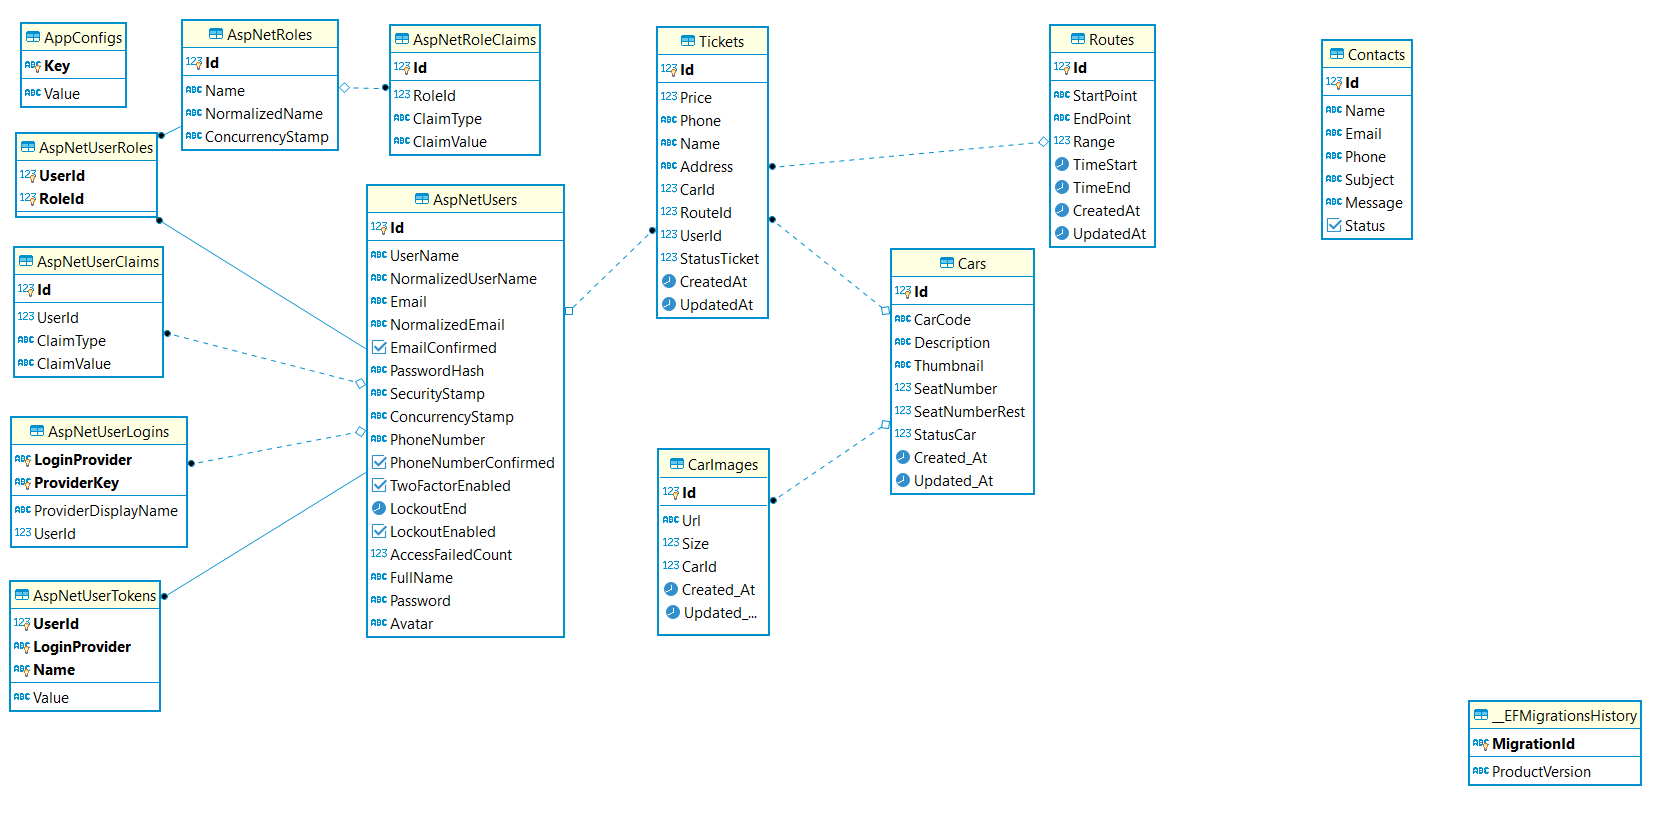 AppConfigs
Key
Value
AspNetRoles
Id
Name
NormalizedName
ConcurrencyStamp
AspNetRoleClaims
Id
RoleId
ClaimType
ClaimValue
AspNetUserRoles
UserId
RoleId
AspNetUserClaims
Id
UserId
ClaimType
ClaimValue
AspNetUserLogins
LoginProvider
ProviderKey
ProviderDisplayName
UserId
AspNetUserTokens
UserId
LoginProvider
Name
Value
AspNetUsers
Id
UserName
NormalizedUserName
Email
NormalizedEmail
EmailConfirmed
PasswordHash
SecurityStamp
ConcurrencyStamp
PhoneNumber
PhoneNumberConfirmed
TwoFactorEnabled
LockoutEnd
LockoutEnabled
AccessFailedCount
FullName
Password
Avatar
Tickets
Id
Price
Phone
Name
Address
CarId
RouteId
UserId
StatusTicket
CreatedAt
UpdatedAt
CarImages
Id
Url
Size
CarId
Created_At
Updated_...
Cars
Id
CarCode
Description
Thumbnail
SeatNumber
SeatNumberRest
StatusCar
Created_At
Updated_At
Routes
Id
StartPoint
EndPoint
Range
TimeStart
TimeEnd
CreatedAt
UpdatedAt
Contacts
Id
Name
Email
Phone
Subject
Message
Status
__EFMigrationsHistory
MigrationId
ProductVersion